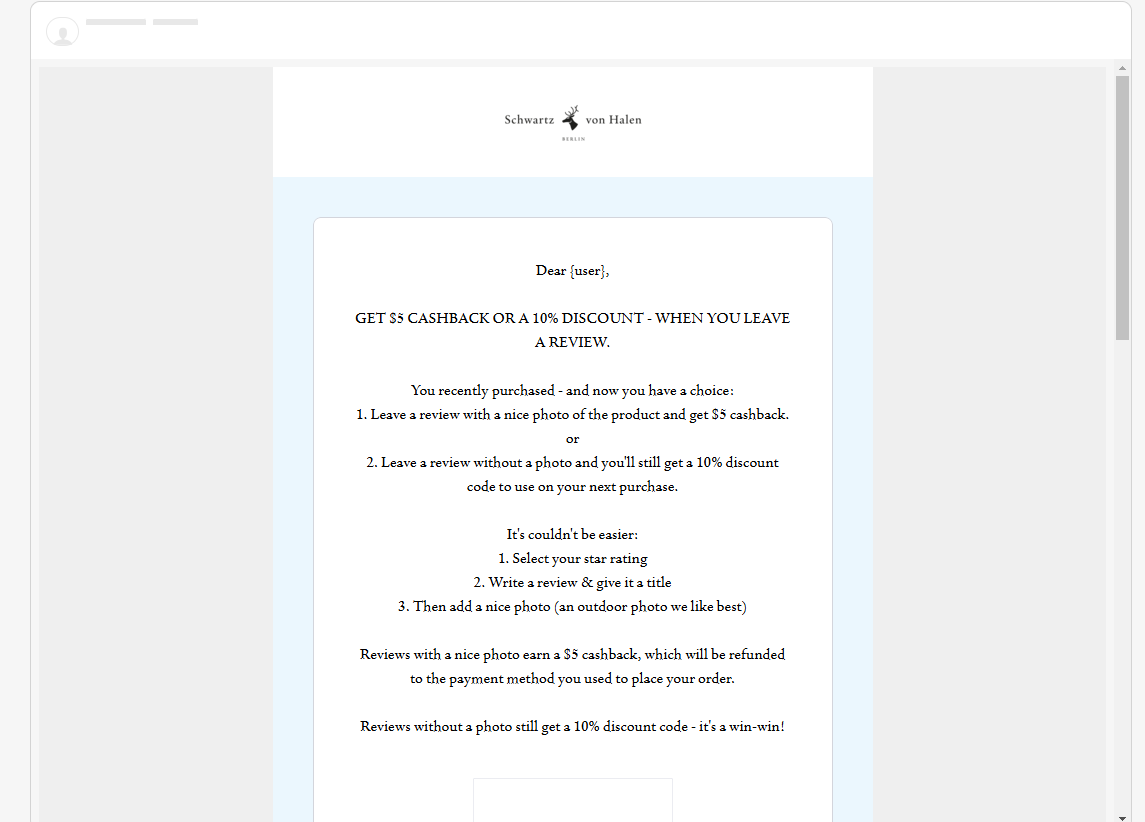 Schwartz von Halen
BERLIN
Dear {user},
GET $5 CASHBACK OR A 10% DISCOUNT - WHEN YOU LEAVE
A REVIEW.
You recently purchased - and now you have a choice:
1. Leave a review with a nice photo of the product and get $5 cashback.
or
2. Leave a review without a photo and you'll still get a 10% discount
code to use on your next purchase.
It's couldn't be easier:
1. Select your star rating
2. Write a review & give it a title
3. Then add a nice photo (an outdoor photo we like best)
Reviews with a nice photo earn a $5 cashback, which will be refunded
to the payment method you used to place your order.
Reviews without a photo still get a 10% discount code - it's a win-win!